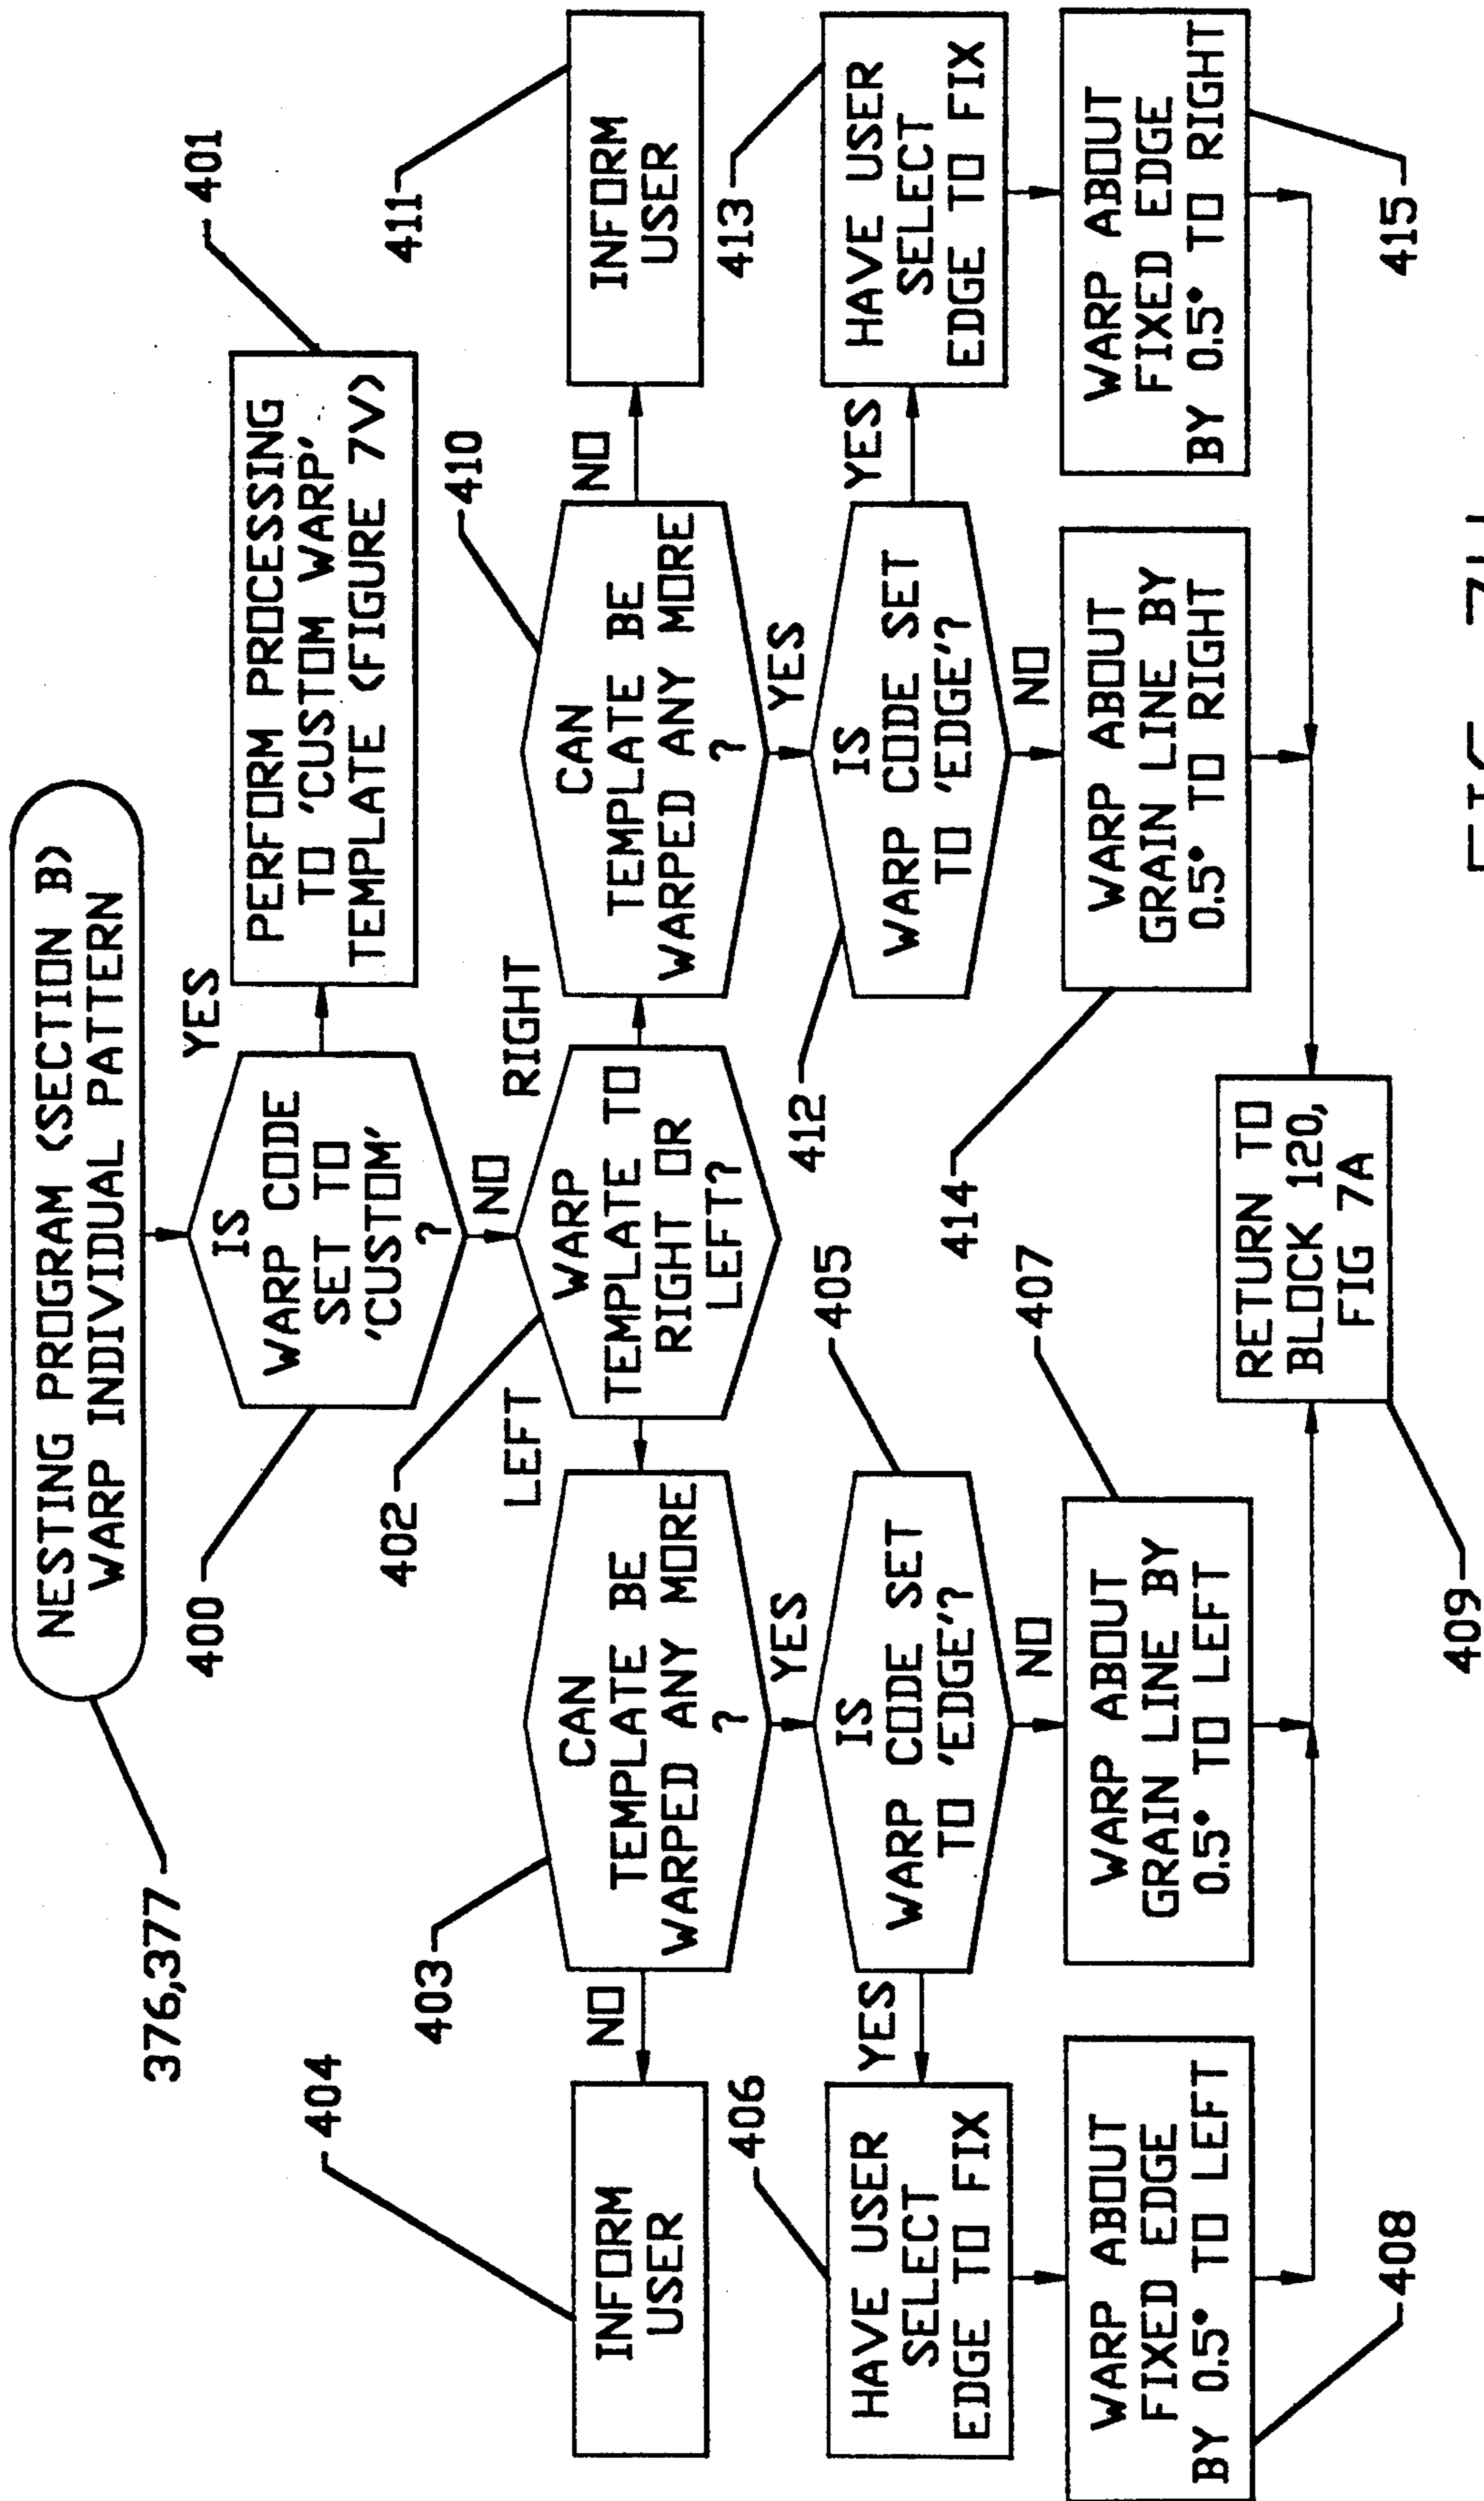 NESTING PROGRAM (SECTION B)
WARP INDIVIDUAL PATTERN
376,377
400
IS
WARP CODE
SET TO
'CUSTOM'
?
YES
NO
401
PERFORM PROCESSING
TO 'CUSTOM WARP'
TEMPLATE (FIGURE 7V)
402
WARP
TEMPLATE TO
RIGHT OR
LEFT?
LEFT
RIGHT
403
CAN
TEMPLATE BE
WARPED ANY MORE
?
NO
YES
404
INFORM
USER
405
IS
WARP CODE SET
TO 'EDGE'?
YES
NO
406
HAVE USER
SELECT
EDGE TO FIX
407
WARP ABOUT
GRAIN LINE BY
0.5° TO LEFT
408
WARP ABOUT
FIXED EDGE
BY 0.5° TO LEFT
409
RETURN TO
BLOCK 120,
FIG 7A
410
CAN
TEMPLATE BE
WARPED ANY MORE
?
NO
YES
411
INFORM
USER
412
IS
WARP CODE SET
TO 'EDGE'?
YES
NO
413
HAVE USER
SELECT
EDGE TO FIX
414
WARP ABOUT
GRAIN LINE BY
0.5° TO RIGHT
415
WARP ABOUT
FIXED EDGE
BY 0.5° TO RIGHT